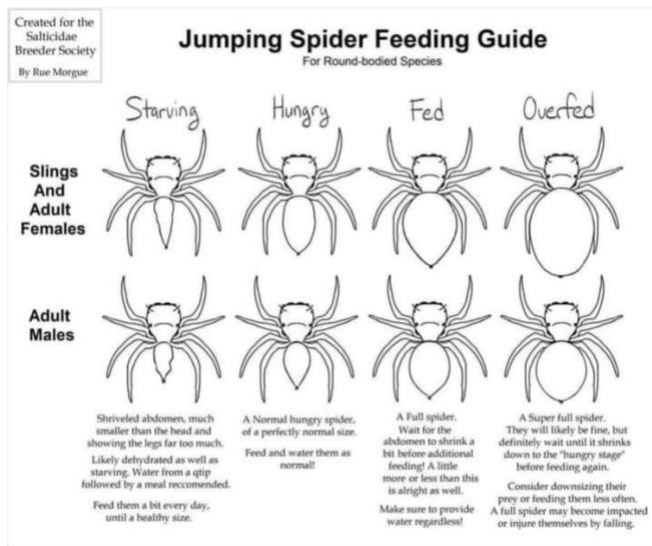 Created for the
Salticidae
Breeder Society
By Rue Morgue
Jumping Spider Feeding Guide
For Round-bodied Species
Starving
Hungry
Fed
Overfed
Slings
And
Adult
Females
Adult
Males
Shriveled abdomen, much
smaller than the head and
showing the legs far too much.
Likely dehydrated as well as
starving. Water from a qtip
followed by a meal reccomended.
Feed them a bit every day,
until a healthy size.
A Normal hungry spider,
of a perfectly normal size.
Feed and water them as
normal!
A Full spider.
Wait for the
abdomen to shrink a
bit before additional
feeding! A little
more or less than this
is alright as well.
Make sure to provide
water regardless!
A Super full spider.
They will likely be fine, but
definitely wait until it shrinks
down to the "hungry stage"
before feeding again.
Consider downsizing their
prey or feeding them less often.
A full spider may become impacted
or injure themselves by falling.